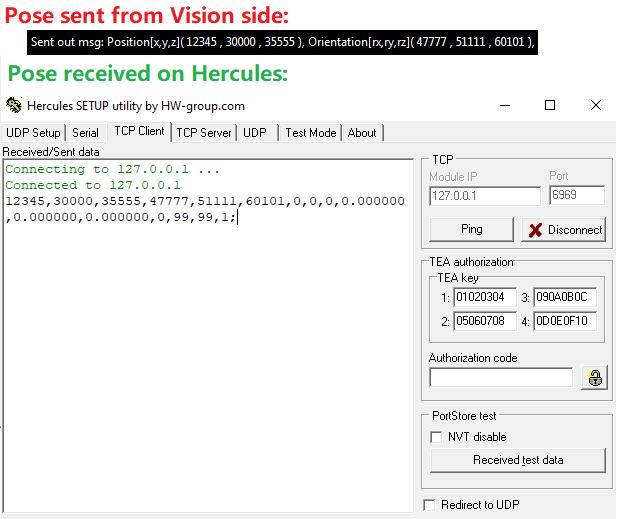 Pose sent from Vision side:
Sent out msg: Position[x,y,z]( 12345 , 30000 , 35555 ), Orientation[rx,ry,rz]( 47777 , 51111 , 60101 ),
Pose received on Hercules:
Hercules SETUP utility by HW-group.com
UDP Setup Serial TCP Client TCP Server UDP Test Mode About
Received/Sent data
Connecting to 127.0.0.1 ...
Connected to 127.0.0.1
12345,30000,35555,47777,51111,60101,0,0,0,0.000000
,0.000000,0.000000,0,99,99,1;
TCP
Module IP Port
127.0.0.1 6969
Ping Disconnect
TEA authorization
TEA key
1: 01020304 3: 090A0B0C
2: 05060708 4: 0D0E0F10
Authorization code
PortStore test
NVT disable
Received test data
Redirect to UDP